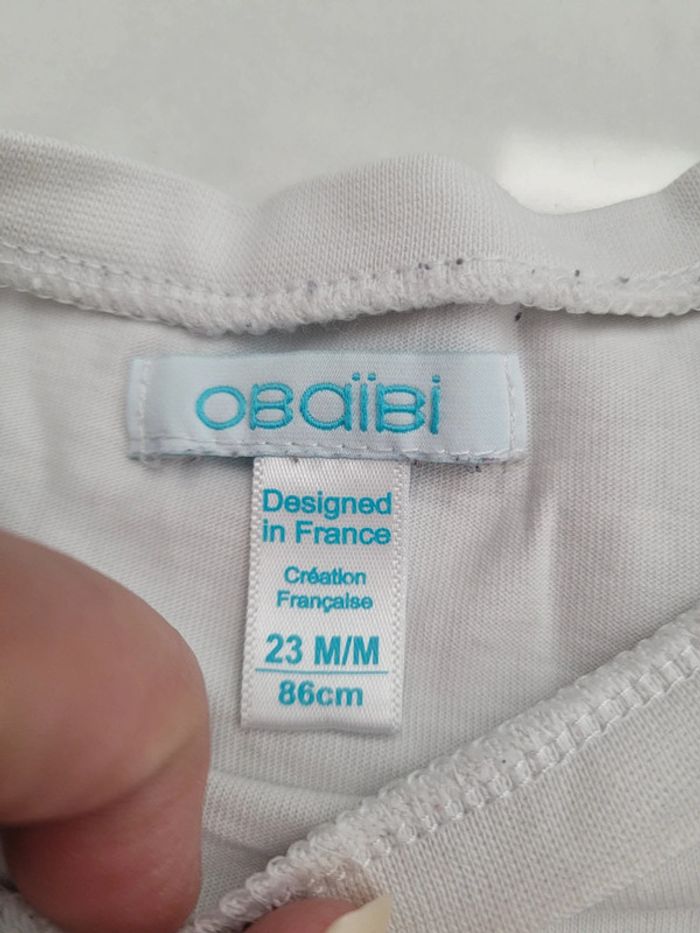 OBaïBi
Designed
in France
Création
Française
23 M/M
86cm